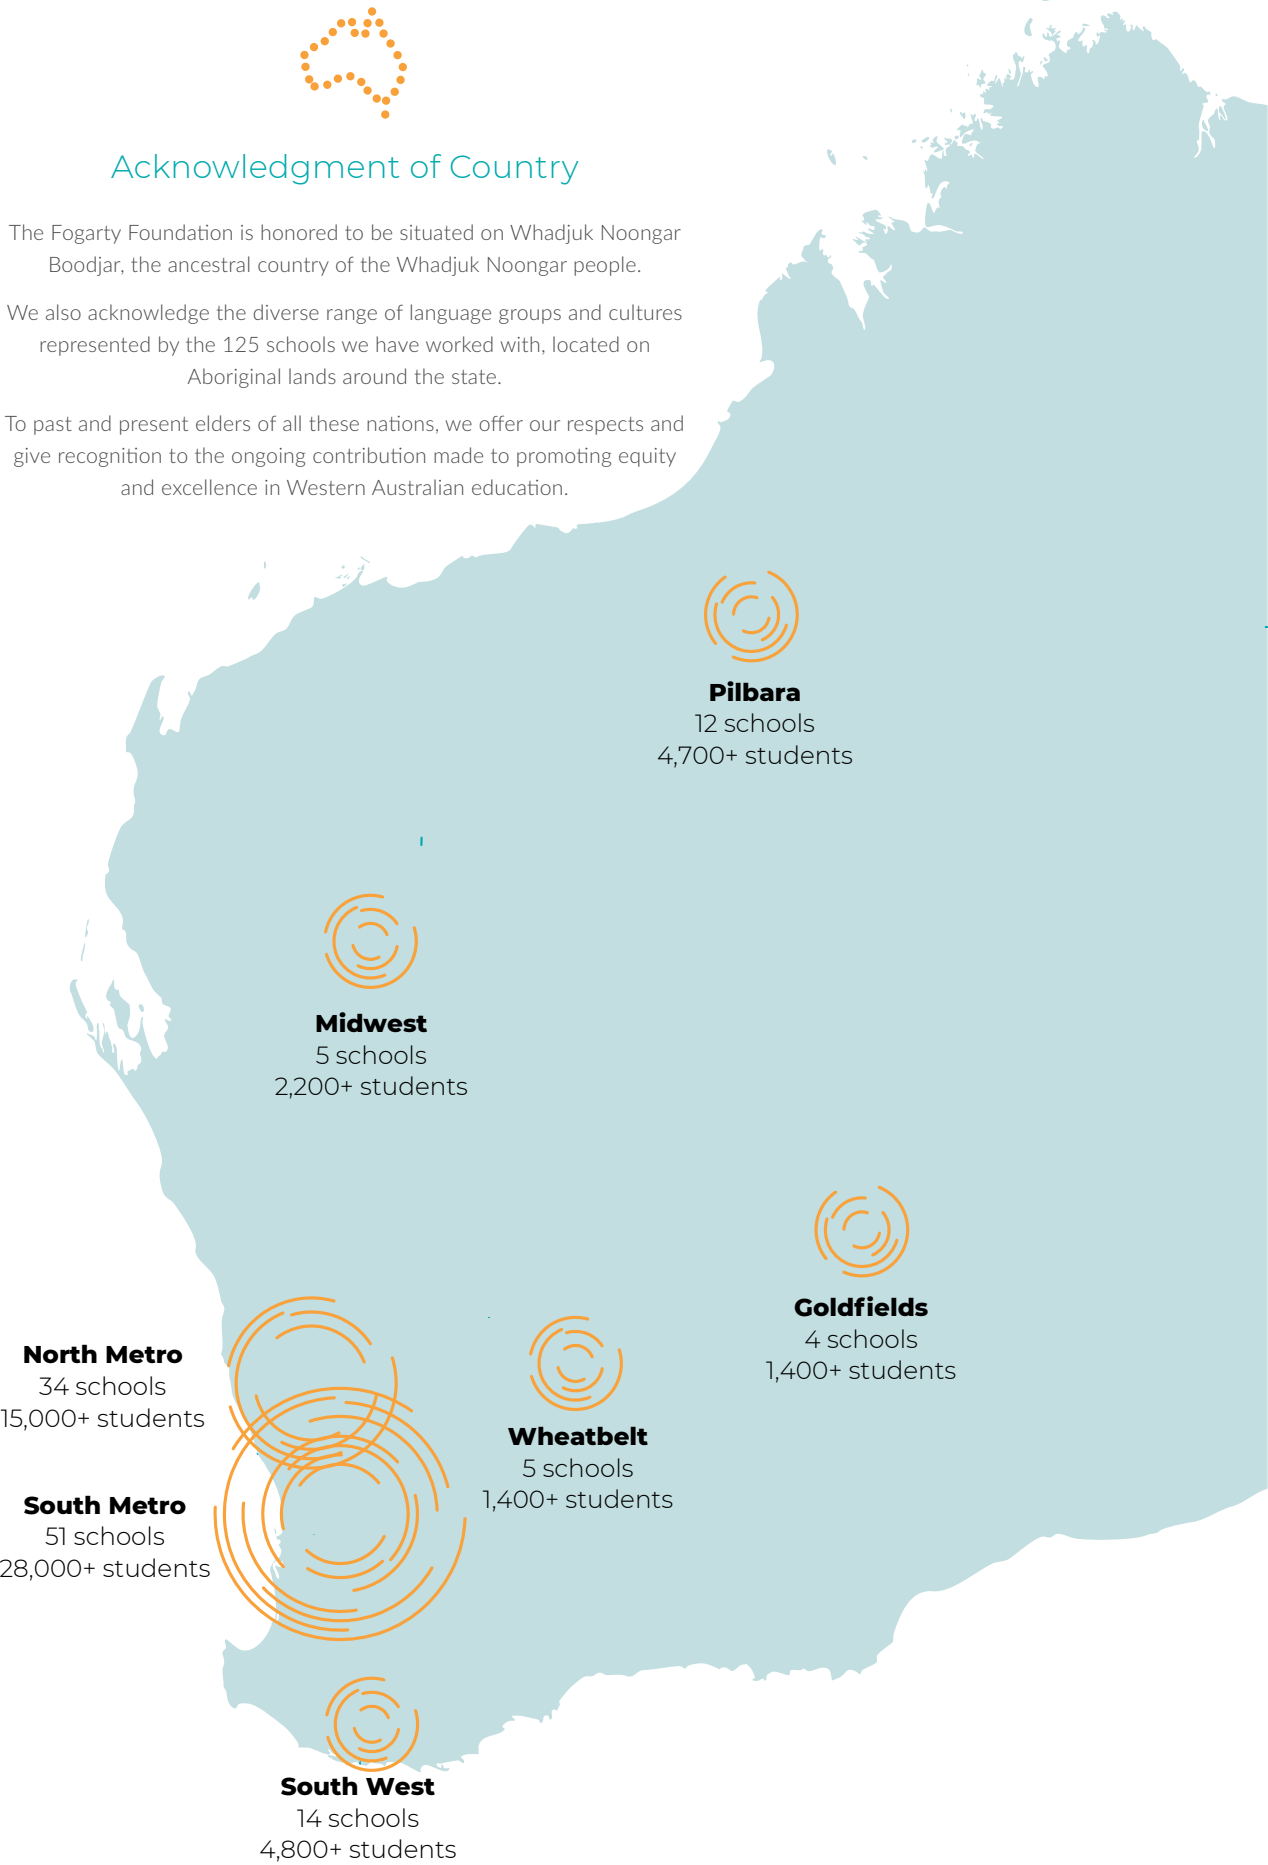 Acknowledgment of Country
The Fogarty Foundation is honored to be situated on Whadjuk Noongar
Boodjar, the ancestral country of the Whadjuk Noongar people.
We also acknowledge the diverse range of language groups and cultures
represented by the 125 schools we have worked with, located on
Aboriginal lands around the state.
To past and present elders of all these nations, we offer our respects and
give recognition to the ongoing contribution made to promoting equity
and excellence in Western Australian education.
Pilbara
12 schools
4,700+ students
Midwest
5 schools
2,200+ students
Goldfields
4 schools
1,400+ students
North Metro
34 schools
15,000+ students
Wheatbelt
5 schools
1,400+ students
South Metro
51 schools
28,000+ students
South West
14 schools
4,800+ students